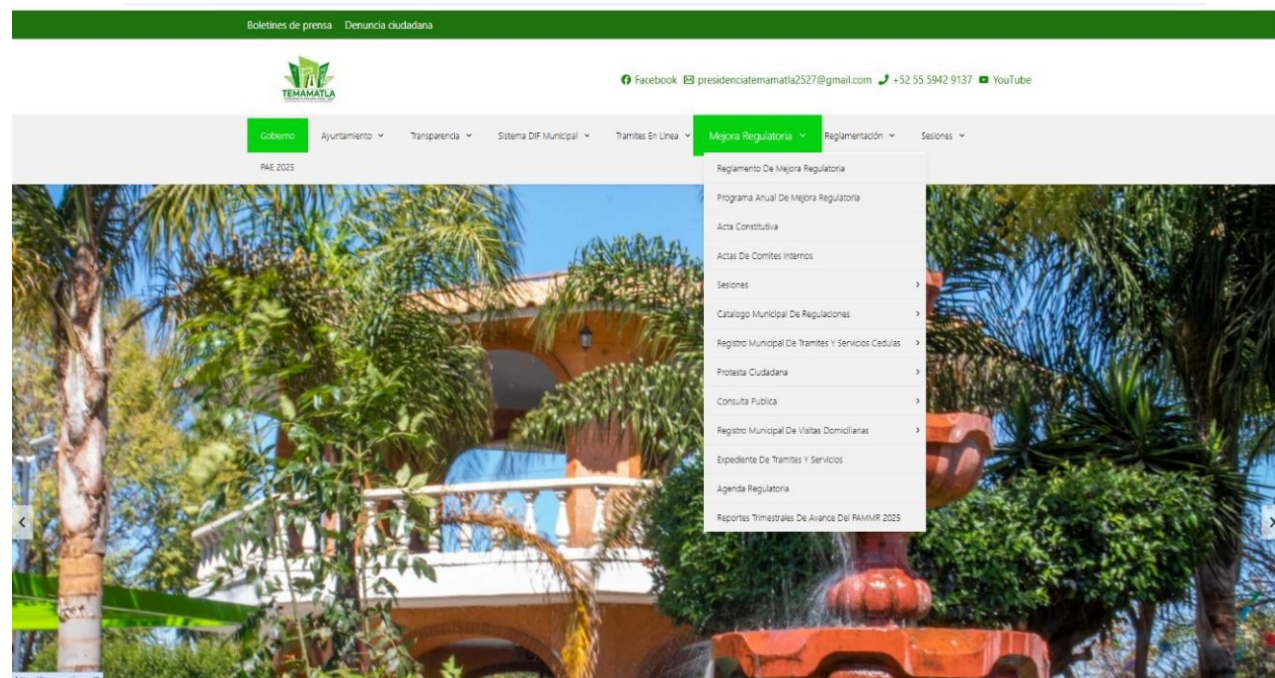 Boletines de prensa Denuncia ciudadana
TEMAMATLA
Facebook presidenciatemamatla2527@gmail.com +52 55 5942 9137 YouTube
Gobierno Ayuntamiento Transparencia Sistema DIF Municipal Tramites En Linea Mejora Regulatoria Reglamentación Sesiones
PAE 2025
Reglamento De Mejora Regulatoria
Programa Anual De Mejora Regulatoria
Acta Constitutiva
Actas De Comites Internos
Sesiones
Catalogo Municipal De Regulaciones
Registro Municipal De Tramites Y Servicios Cedulas
Protesta Ciudadana
Consulta Publica
Registro Municipal De Visitas Domiciliarias
Expediente De Tramites Y Servicios
Agenda Regulatoria
Reportes Trimestrales De Avance Del PAMMR 2025